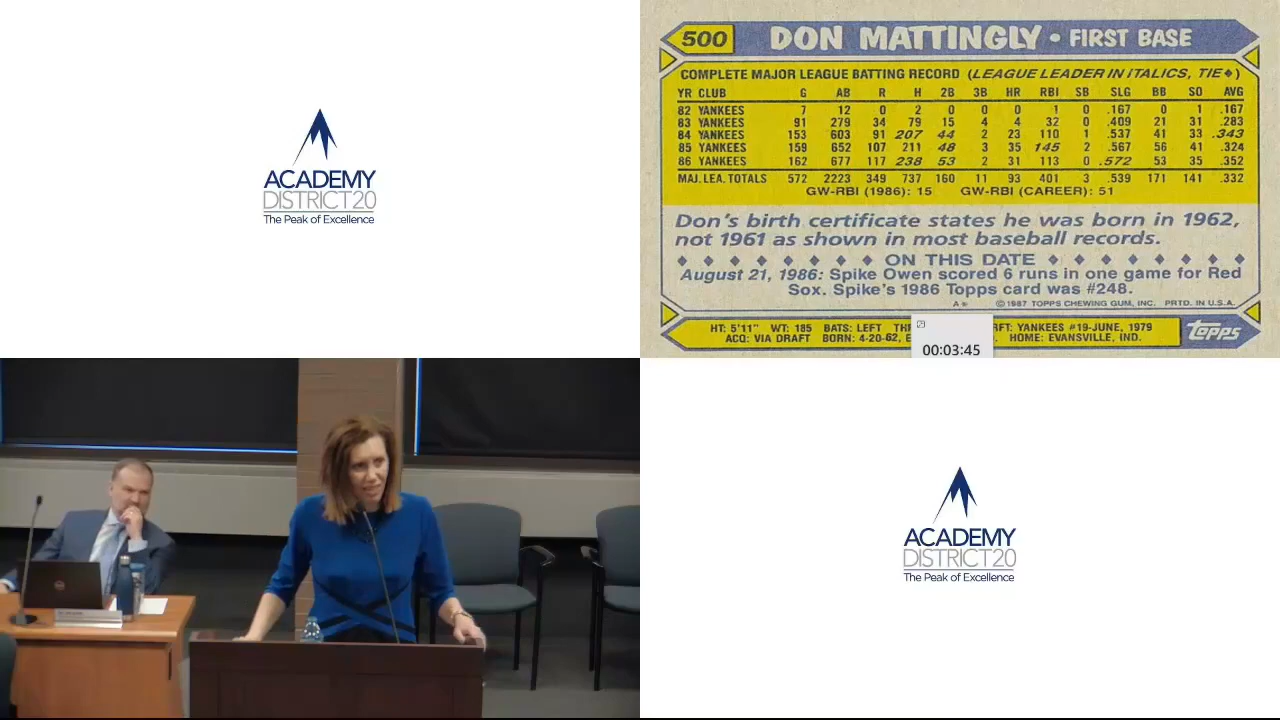 ACADEMY
DISTRICT 20
The Peak of Excellence
500 DON MATTINGLY • FIRST BASE
COMPLETE MAJOR LEAGUE BATTING RECORD (LEAGUE LEADER IN ITALICS, TIE ♦)
YR CLUB G AB R H 2B 3B HR RBI SB SLG BB SO AVG
82 YANKEES 7 12 0 2 0 0 0 1 0 .167 0 1 .167
83 YANKEES 91 279 34 79 15 4 4 32 0 .409 21 31 .283
84 YANKEES 153 603 91 207 44 2 23 110 1 .537 41 33 .343
85 YANKEES 159 652 107 211 48 3 35 145 2 .567 56 41 .324
86 YANKEES 162 677 117 238 53 2 31 113 0 .572 53 35 .352
MAJ. LEA. TOTALS 572 2223 349 737 160 11 93 401 3 .539 171 141 .332
GW-RBI (1986): 15 GW-RBI (CAREER): 51
Don's birth certificate states he was born in 1962,
not 1961 as shown in most baseball records.
♦ ♦ ♦ ♦ ♦ ♦ ♦ ♦ ON THIS DATE ♦ ♦ ♦ ♦ ♦ ♦ ♦ ♦
August 21, 1986: Spike Owen scored 6 runs in one game for Red
Sox. Spike's 1986 Topps card was #248.
A* © 1987 TOPPS CHEWING GUM, INC. PRTD. IN U.S.A.
HT: 5'11" WT: 185 BATS: LEFT THR RFT: YANKEES #19-JUNE, 1979
ACQ: VIA DRAFT BORN: 4-20-62, E HOME: EVANSVILLE, IND.
Topps
00:03:45
ACADEMY
DISTRICT 20
The Peak of Excellence